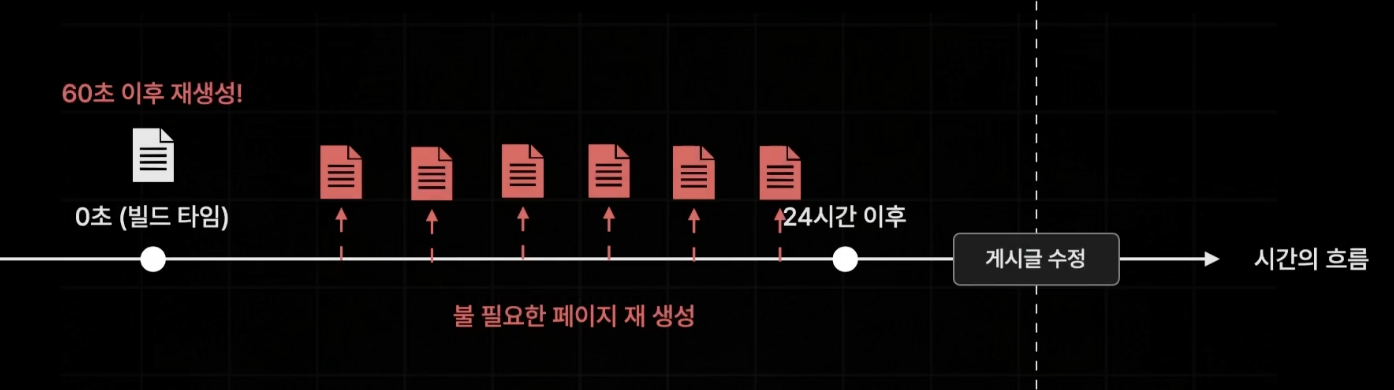 60초 이후 재생성!
0초 (빌드 타임)
24시간 이후
게시글 수정
시간의 흐름
불 필요한 페이지 재 생성